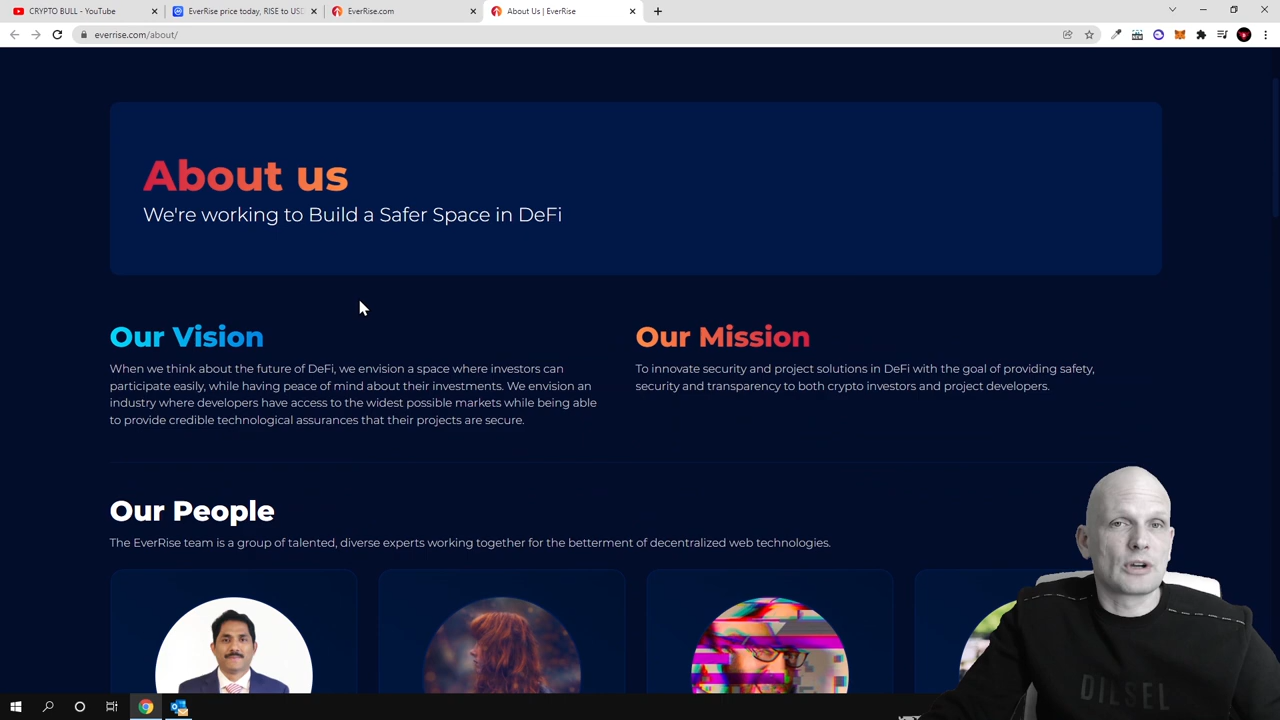 CRYPTO BULL - YouTube
EverRise price today, RISE to USD
EverRise.com
About Us | EverRise
everrise.com/about/
About us
We're working to Build a Safer Space in DeFi
Our Vision
When we think about the future of DeFi, we envision a space where investors can
participate easily, while having peace of mind about their investments. We envision an
industry where developers have access to the widest possible markets while being able
to provide credible technological assurances that their projects are secure.
Our Mission
To innovate security and project solutions in DeFi with the goal of providing safety,
security and transparency to both crypto investors and project developers.
Our People
The EverRise team is a group of talented, diverse experts working together for the betterment of decentralized web technologies.
DIESEL